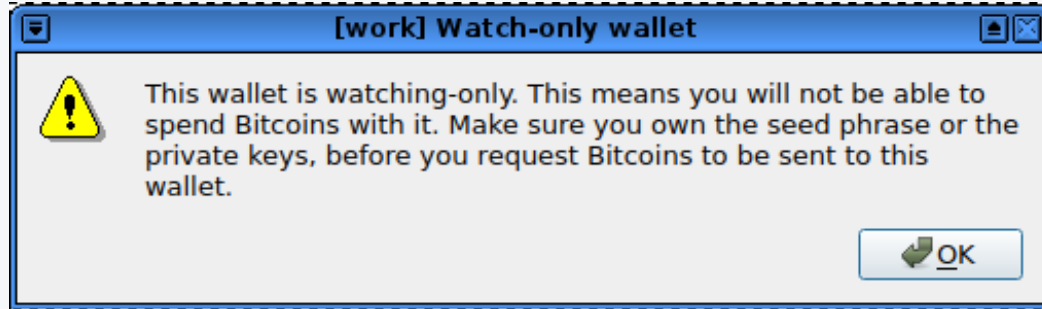 [work] Watch-only wallet
This wallet is watching-only. This means you will not be able to
spend Bitcoins with it. Make sure you own the seed phrase or the
private keys, before you request Bitcoins to be sent to this
wallet.
OK